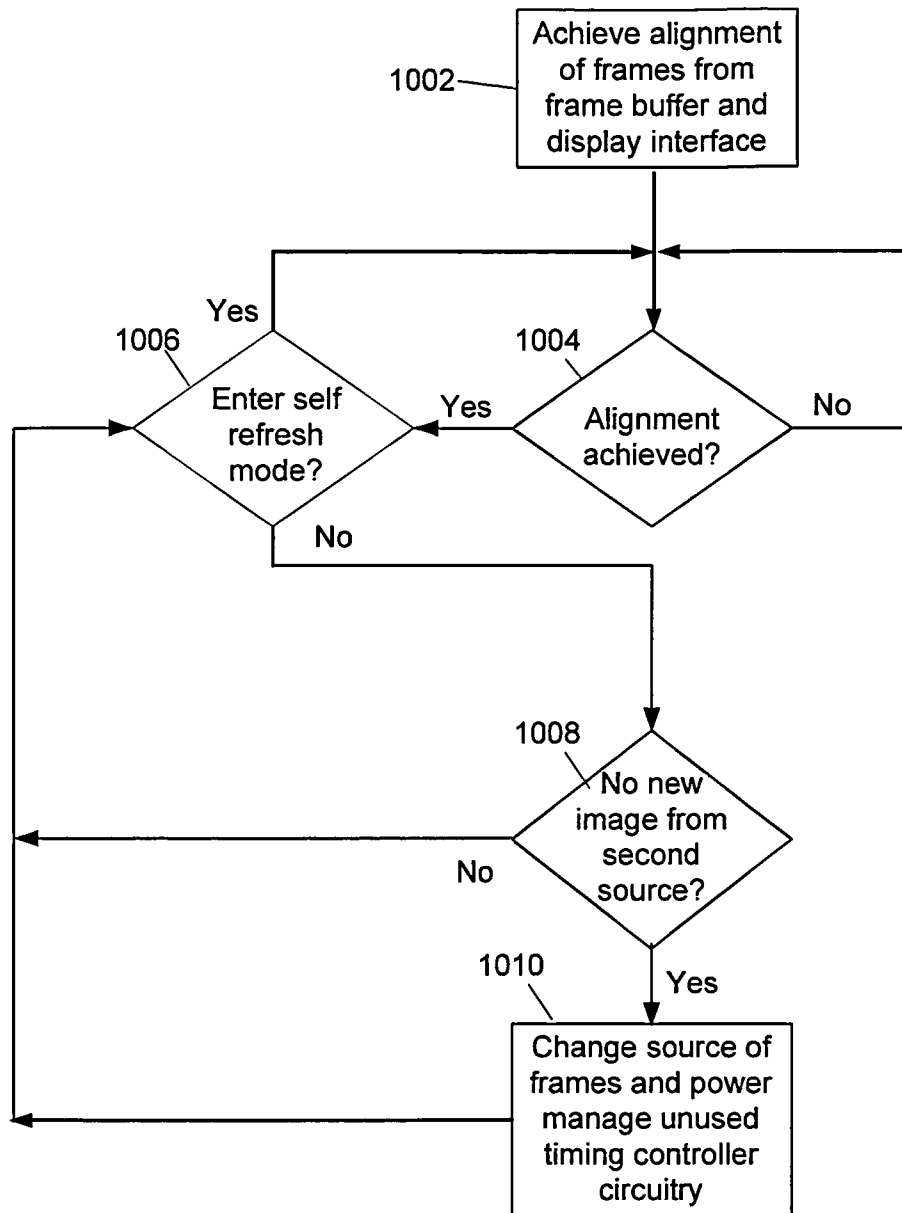 Achieve alignment
of frames from
frame buffer and
display interface
1002
Yes
1006
1004
Enter self
refresh
mode?
Yes
Alignment
achieved?
No
No
1008
No new
image from
second
source?
No
Yes
1010
Change source of
frames and power
manage unused
timing controller
circuitry